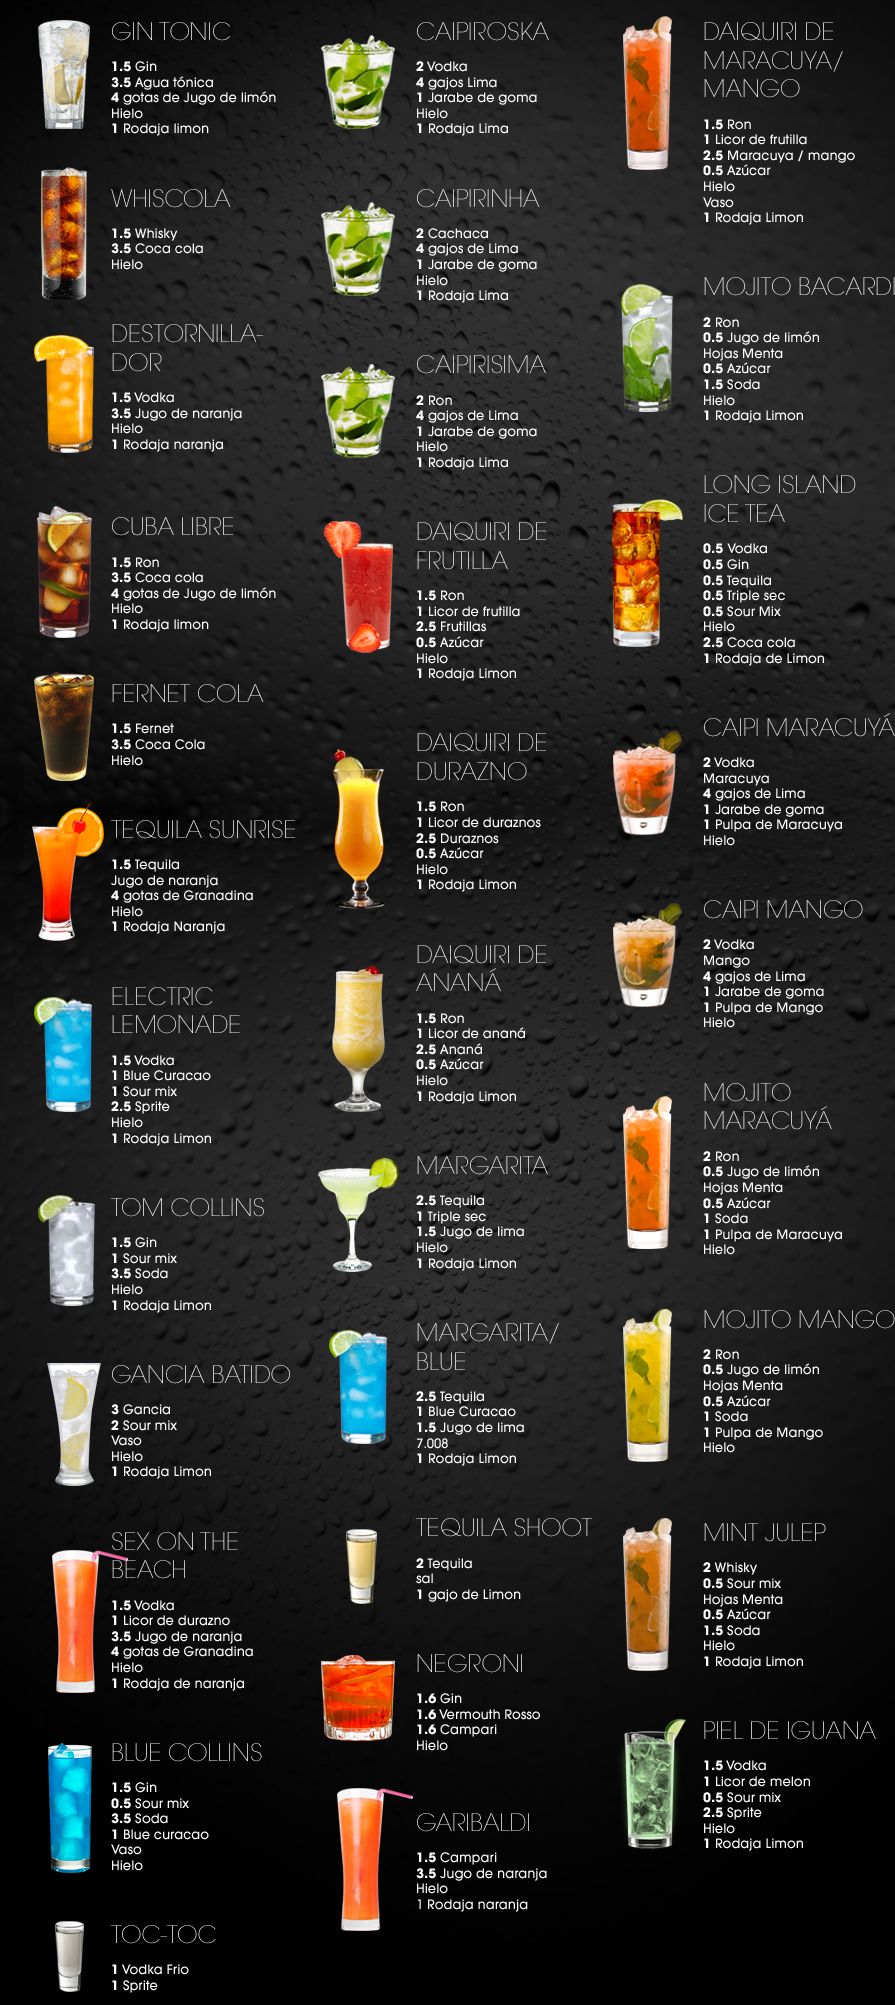 GIN TONIC
1.5 Gin
3.5 Agua tónica
4 gotas de Jugo de limón
Hielo
1 Rodaja limon
WHISCOLA
1.5 Whisky
3.5 Coca cola
Hielo
DESTORNILLA-
DOR
1.5 Vodka
3.5 Jugo de naranja
Hielo
1 Rodaja naranja
CUBA LIBRE
1.5 Ron
3.5 Coca cola
4 gotas de Jugo de limón
Hielo
1 Rodaja limon
FERNET COLA
1.5 Fernet
3.5 Coca Cola
Hielo
TEQUILA SUNRISE
1.5 Tequila
Jugo de naranja
4 gotas de Granadina
Hielo
1 Rodaja Naranja
ELECTRIC
LEMONADE
1.5 Vodka
1 Blue Curacao
1 Sour mix
2.5 Sprite
Hielo
1 Rodaja Limon
TOM COLLINS
1.5 Gin
1 Sour mix
3.5 Soda
Hielo
1 Rodaja Limon
GANCIA BATIDO
3 Gancia
2 Sour mix
Vaso
Hielo
1 Rodaja Limon
SEX ON THE
BEACH
1.5 Vodka
1 Licor de durazno
3.5 Jugo de naranja
4 gotas de Granadina
Hielo
1 Rodaja de naranja
BLUE COLLINS
1.5 Gin
0.5 Sour mix
3.5 Soda
1 Blue curacao
Vaso
Hielo
TOC-TOC
1 Vodka Frio
1 Sprite
CAIPIROSKA
2 Vodka
4 gajos Lima
1 Jarabe de goma
Hielo
1 Rodaja Lima
CAIPIRINHA
2 Cachaca
4 gajos de Lima
1 Jarabe de goma
Hielo
1 Rodaja Lima
CAIPIRISIMA
2 Ron
4 gajos de Lima
1 Jarabe de goma
Hielo
1 Rodaja Lima
DAIQUIRI DE
FRUTILLA
1.5 Ron
1 Licor de frutilla
2.5 Frutillas
0.5 Azúcar
Hielo
1 Rodaja Limon
DAIQUIRI DE
DURAZNO
1.5 Ron
1 Licor de duraznos
2.5 Duraznos
0.5 Azúcar
Hielo
1 Rodaja Limon
DAIQUIRI DE
ANANÁ
1.5 Ron
1 Licor de ananá
2.5 Ananá
0.5 Azúcar
Hielo
1 Rodaja Limon
MARGARITA
2.5 Tequila
1 Triple sec
1.5 Jugo de lima
Hielo
1 Rodaja Limon
MARGARITA/
BLUE
2.5 Tequila
1 Blue Curacao
1.5 Jugo de lima
7.008
1 Rodaja Limon
TEQUILA SHOOT
2 Tequila
sal
1 gajo de Limon
NEGRONI
1.6 Gin
1.6 Vermouth Rosso
1.6 Campari
Hielo
GARIBALDI
1.5 Campari
3.5 Jugo de naranja
Hielo
1 Rodaja naranja
DAIQUIRI DE
MARACUYA/
MANGO
1.5 Ron
1 Licor de frutilla
2.5 Maracuya / mango
0.5 Azúcar
Hielo
Vaso
1 Rodaja Limon
MOJITO BACARDI
2 Ron
0.5 Jugo de limón
Hojas Menta
0.5 Azúcar
1.5 Soda
Hielo
1 Rodaja Limon
LONG ISLAND
ICE TEA
0.5 Vodka
0.5 Gin
0.5 Tequila
0.5 Triple sec
0.5 Sour Mix
Hielo
2.5 Coca cola
1 Rodaja de Limon
CAIPI MARACUYÁ
2 Vodka
Maracuya
4 gajos de Lima
1 Jarabe de goma
1 Pulpa de Maracuya
Hielo
CAIPI MANGO
2 Vodka
Mango
4 gajos de Lima
1 Jarabe de goma
1 Pulpa de Mango
Hielo
MOJITO
MARACUYÁ
2 Ron
0.5 Jugo de limón
Hojas Menta
0.5 Azúcar
1 Soda
1 Pulpa de Maracuya
Hielo
MOJITO MANGO
2 Ron
0.5 Jugo de limón
Hojas Menta
0.5 Azúcar
1 Soda
1 Pulpa de Mango
Hielo
MINT JULEP
2 Whisky
0.5 Sour mix
Hojas Menta
0.5 Azúcar
1.5 Soda
Hielo
1 Rodaja Limon
PIEL DE IGUANA
1.5 Vodka
1 Licor de melon
0.5 Sour mix
2.5 Sprite
Hielo
1 Rodaja Limon